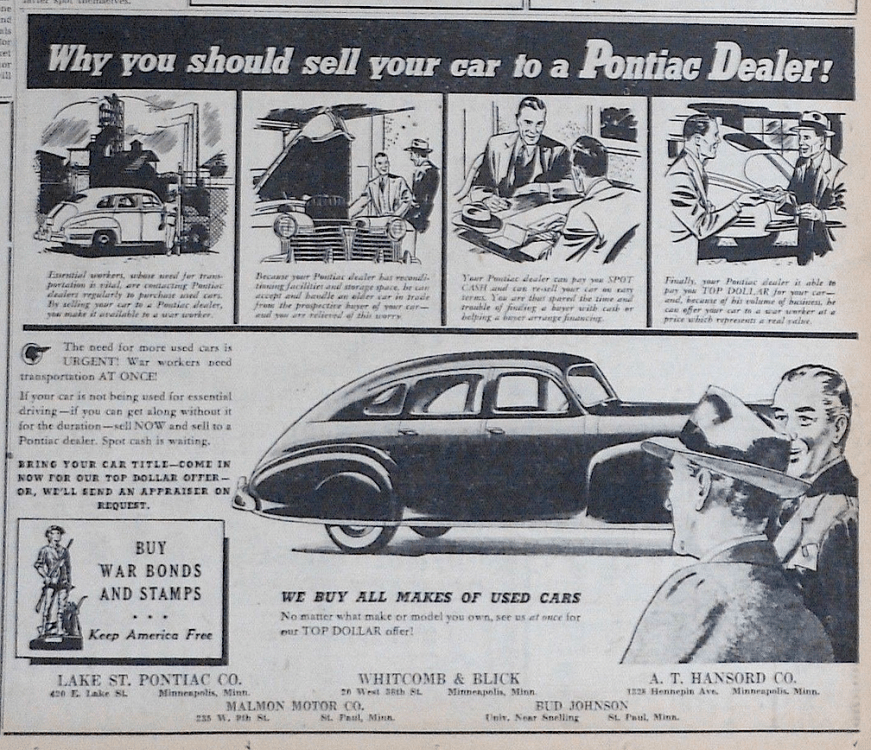 latter spot themselves.
Why you should sell your car to a Pontiac Dealer!
Essential workers, whose need for trans-
portation is vital, are contacting Pontiac
dealers regularly to purchase used cars.
By selling your car to a Pontiac dealer,
you make it available to a war worker.
Because your Pontiac dealer has recondi-
tioning facilities and storage space, he can
accept and handle an older car in trade
from the prospective buyer of your car—
and you are relieved of this worry.
Your Pontiac dealer can pay you SPOT
CASH and can resell your car on easy
terms. You are thus spared the time and
trouble of finding a buyer with cash or
helping a buyer arrange financing.
Finally, your Pontiac dealer is able to
pay you TOP DOLLAR for your car—
and, because of his volume of business, he
can offer your car to a war worker at a
price which represents a real value.
The need for more used cars is
URGENT! War workers need
transportation AT ONCE!
If your car is not being used for essential
driving—if you can get along without it
for the duration—sell NOW and sell to a
Pontiac dealer. Spot cash is waiting.
BRING YOUR CAR TITLE—COME IN
NOW FOR OUR TOP DOLLAR OFFER—
OR, WE'LL SEND AN APPRAISER ON
REQUEST.
BUY
WAR BONDS
AND STAMPS
• • •
Keep America Free
WE BUY ALL MAKES OF USED CARS
No matter what make or model you own, see us at once for
our TOP DOLLAR offer!
LAKE ST. PONTIAC CO.
420 E. Lake St. Minneapolis, Minn.
WHITCOMB & BLICK
20 West 38th St. Minneapolis, Minn.
A. T. HANSORD CO.
1328 Hennepin Ave. Minneapolis, Minn.
MALMON MOTOR CO.
235 W. 9th St. St. Paul, Minn.
BUD JOHNSON
Univ. Near Snelling St. Paul, Minn.